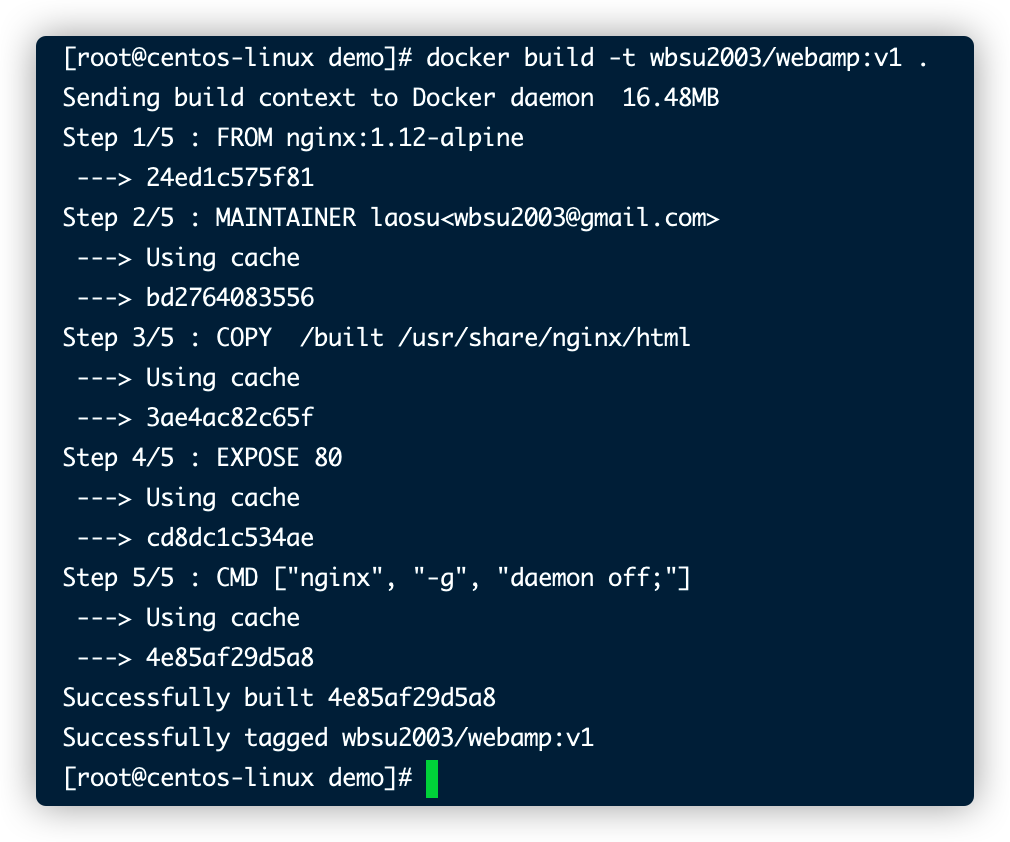 [root@centos-linux demo]# docker build -t wbsu2003/webamp:v1 .
Sending build context to Docker daemon  16.48MB
Step 1/5 : FROM nginx:1.12-alpine
 ---> 24ed1c575f81
Step 2/5 : MAINTAINER laosu<wbsu2003@gmail.com>
 ---> Using cache
 ---> bd2764083556
Step 3/5 : COPY  /built /usr/share/nginx/html
 ---> Using cache
 ---> 3ae4ac82c65f
Step 4/5 : EXPOSE 80
 ---> Using cache
 ---> cd8dc1c534ae
Step 5/5 : CMD ["nginx", "-g", "daemon off;"]
 ---> Using cache
 ---> 4e85af29d5a8
Successfully built 4e85af29d5a8
Successfully tagged wbsu2003/webamp:v1
[root@centos-linux demo]#